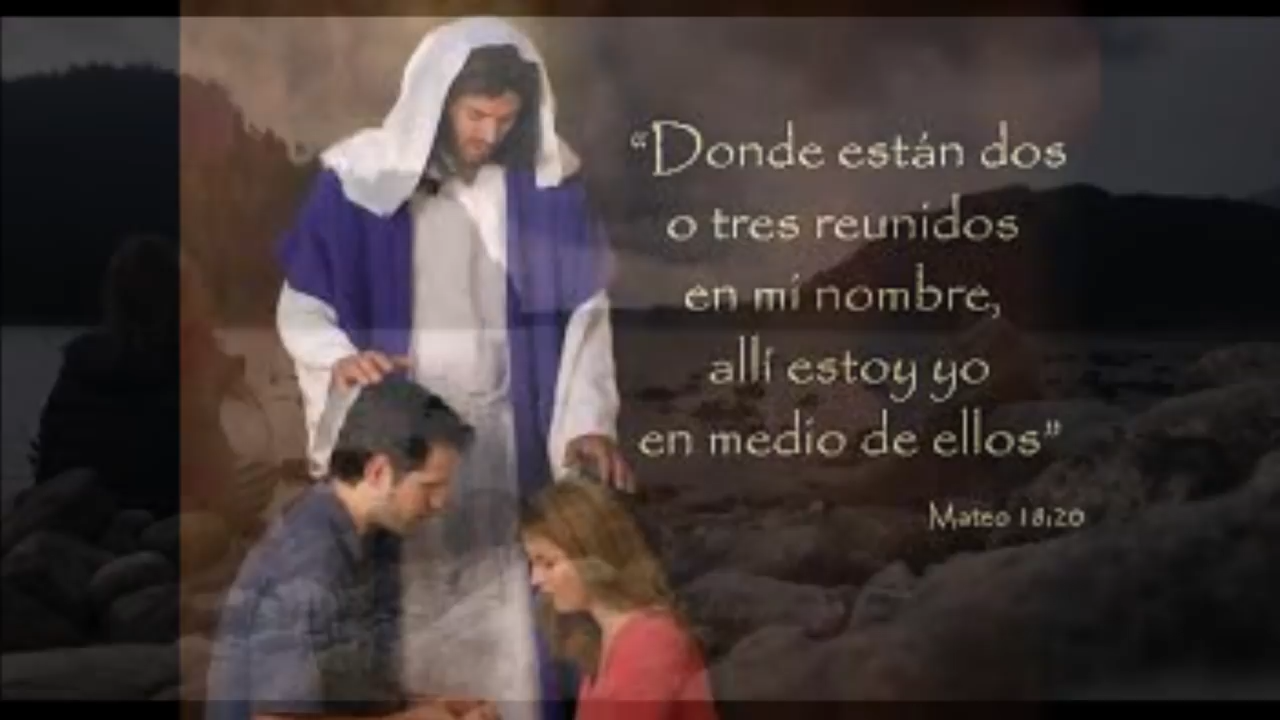 “Donde están dos
o tres reunidos
en mi nombre,
allí estoy yo
en medio de ellos”
Mateo 18:20